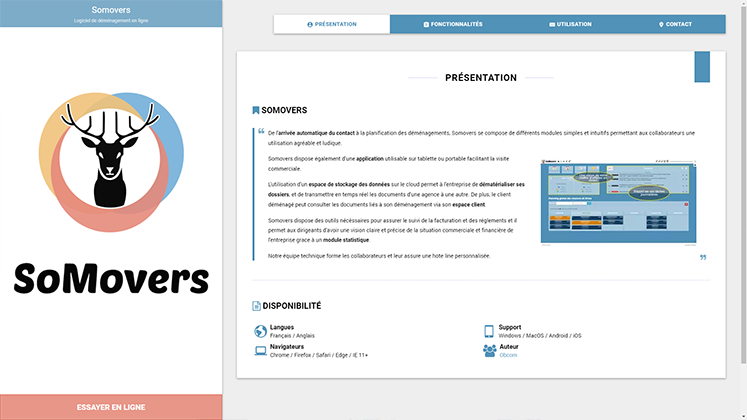 Somovers
Logiciel de déménagement en ligne
SoMovers
ESSAYER EN LIGNE
PRÉSENTATION
FONCTIONNALITÉS
UTILISATION
CONTACT
PRÉSENTATION
SOMOVERS
De l'arrivée automatique du contact à la planification des déménagements, Somovers se compose de différents modules simples et intuitifs permettant aux collaborateurs une
utilisation agréable et ludique.
Somovers dispose également d'une application utilisable sur tablette ou portable facilitant la visite
commerciale.
L'utilisation d'un espace de stockage des données sur le cloud permet à l'entreprise de dématérialiser ses
dossiers, et de transmettre en temps réel les documents d'une agence à une autre. De plus, le client
déménagé peut consulter les documents liés à son déménagement via son espace client.
Somovers dispose des outils nécessaires pour assurer le suivi de la facturation et des règlements et il
permet aux dirigeants d'avoir une vision claire et précise de la situation commerciale et financière de
l'entreprise grâce à un module statistique.
Notre équipe technique forme les collaborateurs et leur assure une hot line personnalisée.
DISPONIBILITÉ
Langues
Français / Anglais
Support
Windows / MacOS / Android / iOS
Navigateurs
Chrome / Firefox / Safari / Edge / IE 11+
Auteur
Obcom